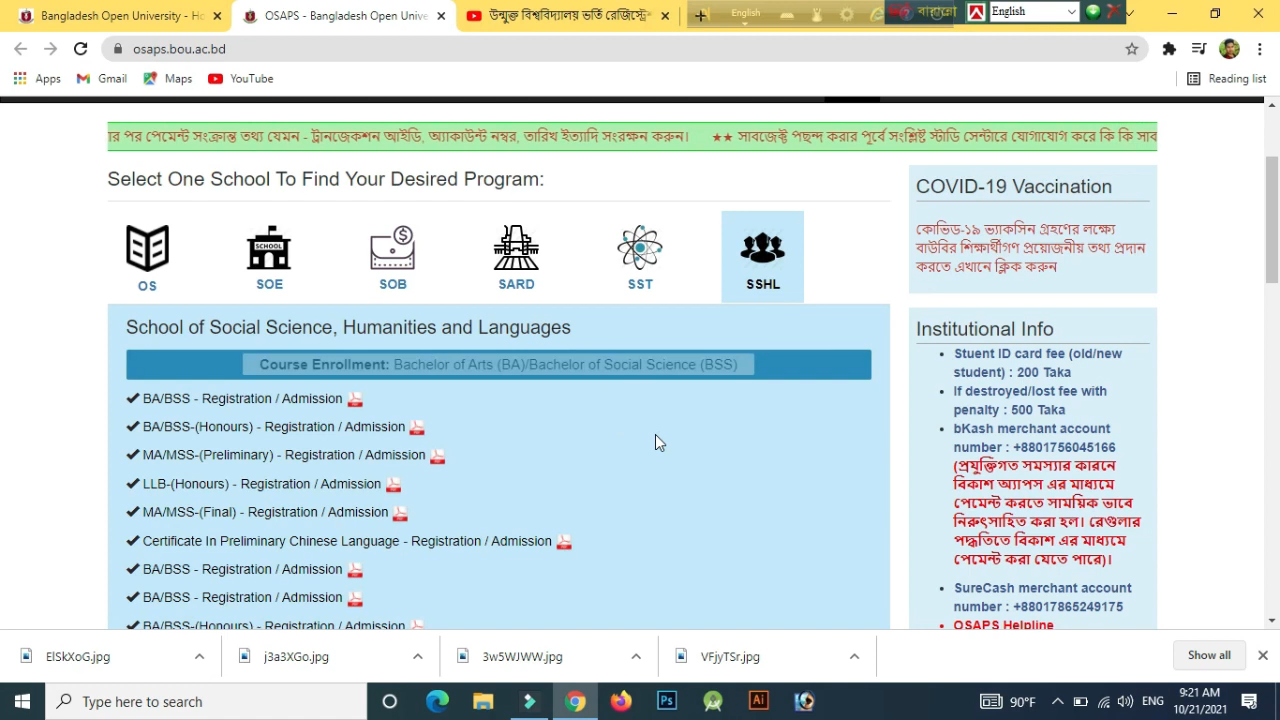 Bangladesh Open University -
OSAPS: Bangladesh Open Unive
উন্মুক্ত বিশ্ববিদ্যালয় ভর্তি রেজিস্ট্রে
English
English
osaps.bou.ac.bd
Apps
Gmail
Maps
YouTube
Reading list
ার পর পেমেন্ট সংক্রান্ত তথ্য যেমন - ট্রানজেকশন আইডি, অ্যাকাউন্ট নম্বর, তারিখ ইত্যাদি সংরক্ষন করুন। ★★ সাবজেক্ট পছন্দ করার পূর্বে সংশ্লিষ্ট স্টাডি সেন্টারে যোগাযোগ করে কি কি সাব
Select One School To Find Your Desired Program:
SCHOOL
OS
SOE
SOB
SARD
SST
SSHL
School of Social Science, Humanities and Languages
Course Enrollment: Bachelor of Arts (BA)/Bachelor of Social Science (BSS)
BA/BSS - Registration / Admission
BA/BSS-(Honours) - Registration / Admission
MA/MSS-(Preliminary) - Registration / Admission
LLB-(Honours) - Registration / Admission
MA/MSS-(Final) - Registration / Admission
Certificate In Preliminary Chinese Language - Registration / Admission
BA/BSS - Registration / Admission
BA/BSS - Registration / Admission
BA/BSS-(Honours) - Registration / Admission
COVID-19 Vaccination
কোভিড-১৯ ভ্যাকসিন গ্রহণের লক্ষ্যে
বাউবির শিক্ষার্থীগণ প্রয়োজনীয় তথ্য প্রদান
করতে এখানে ক্লিক করুন
Institutional Info
Stuent ID card fee (old/new
student) : 200 Taka
If destroyed/lost fee with
penalty : 500 Taka
bKash merchant account
number : +8801756045166
(প্রযুক্তিগত সমস্যার কারনে
বিকাশ অ্যাপস এর মাধ্যমে
পেমেন্ট করতে সাময়িক ভাবে
নিরুৎসাহিত করা হল। রেগুলার
পদ্ধতিতে বিকাশ এর মাধ্যমে
পেমেন্ট করা যেতে পারে)।
SureCash merchant account
number : +88017865249175
OSAPS Helpline
ElSkXoG.jpg
j3a3XGo.jpg
3w5WJWW.jpg
VFjyTSr.jpg
Show all
Type here to search
Ps
Ai
90°F
ENG
9:21 AM
10/21/2021